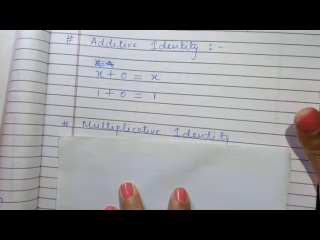 # Additive Identity :-
x + 0 = x
1 + 0 = 1
# Multiplicative Identity